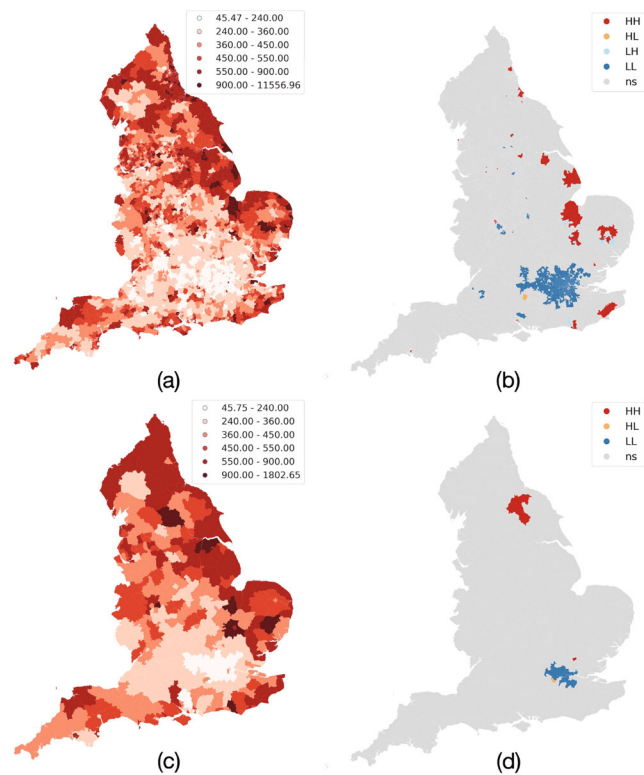 45.47 - 240.00
240.00 - 360.00
360.00 - 450.00
450.00 - 550.00
550.00 - 900.00
900.00 - 11556.96
HH
HL
LH
LL
ns
(a)
(b)
45.75 - 240.00
240.00 - 360.00
360.00 - 450.00
450.00 - 550.00
550.00 - 900.00
900.00 - 1802.65
HH
HL
LL
ns
(c)
(d)